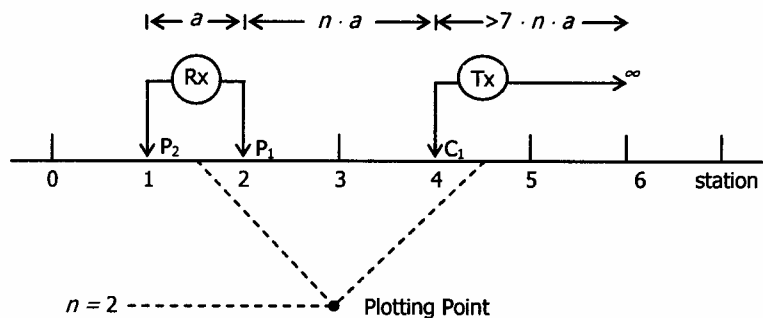 a n · a >7 · n · a
Rx Tx ∞
P2 P1 C1
0 1 2 3 4 5 6 station
n = 2 Plotting Point